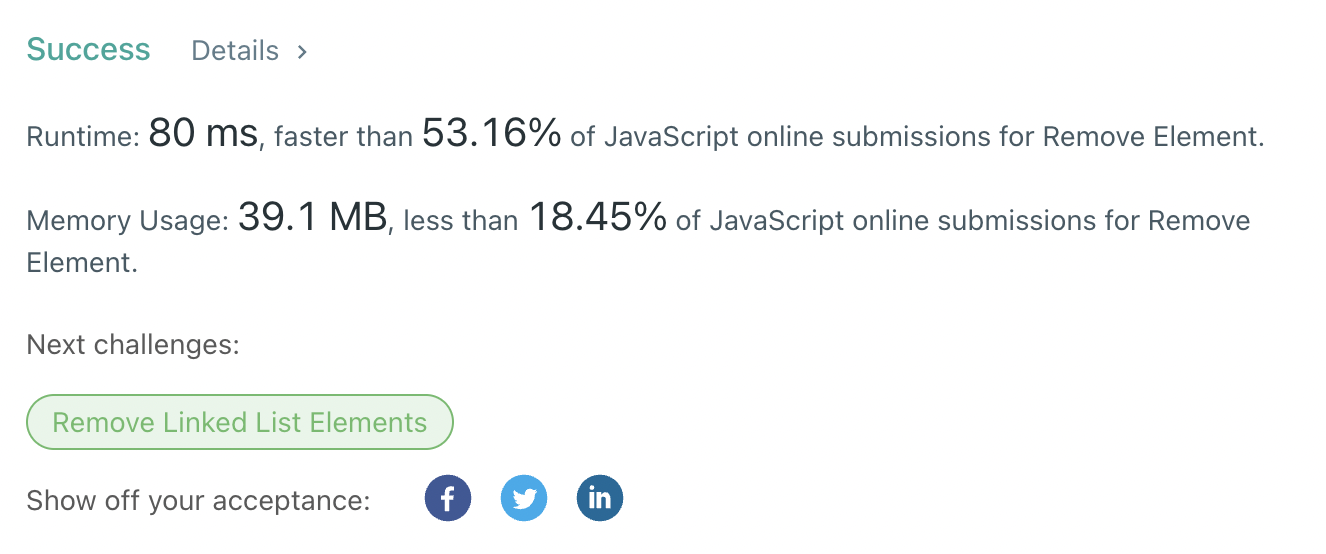 Success Details >
Runtime: 80 ms, faster than 53.16% of JavaScript online submissions for Remove Element.
Memory Usage: 39.1 MB, less than 18.45% of JavaScript online submissions for Remove
Element.
Next challenges:
Remove Linked List Elements
Show off your acceptance: f in